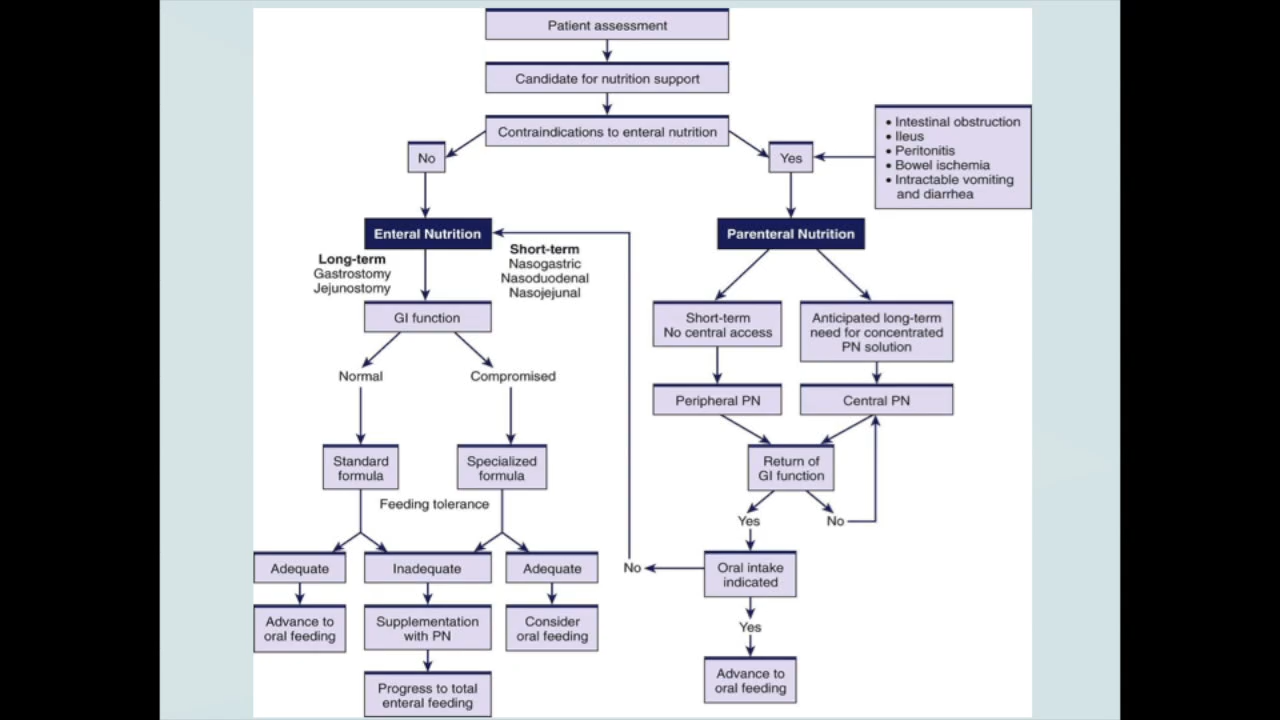 Patient assessment
Candidate for nutrition support
Contraindications to enteral nutrition
No
Yes
• Intestinal obstruction
• Ileus
• Peritonitis
• Bowel ischemia
• Intractable vomiting
and diarrhea
Enteral Nutrition
Parenteral Nutrition
Long-term
Gastrostomy
Jejunostomy
Short-term
Nasogastric
Nasoduodenal
Nasojejunal
GI function
Short-term
No central access
Anticipated long-term
need for concentrated
PN solution
Normal
Compromised
Peripheral PN
Central PN
Standard
formula
Specialized
formula
Return of
GI function
Feeding tolerance
Yes
No
Adequate
Inadequate
Adequate
No
Oral intake
indicated
Advance to
oral feeding
Supplementation
with PN
Consider
oral feeding
Yes
Progress to total
enteral feeding
Advance to
oral feeding